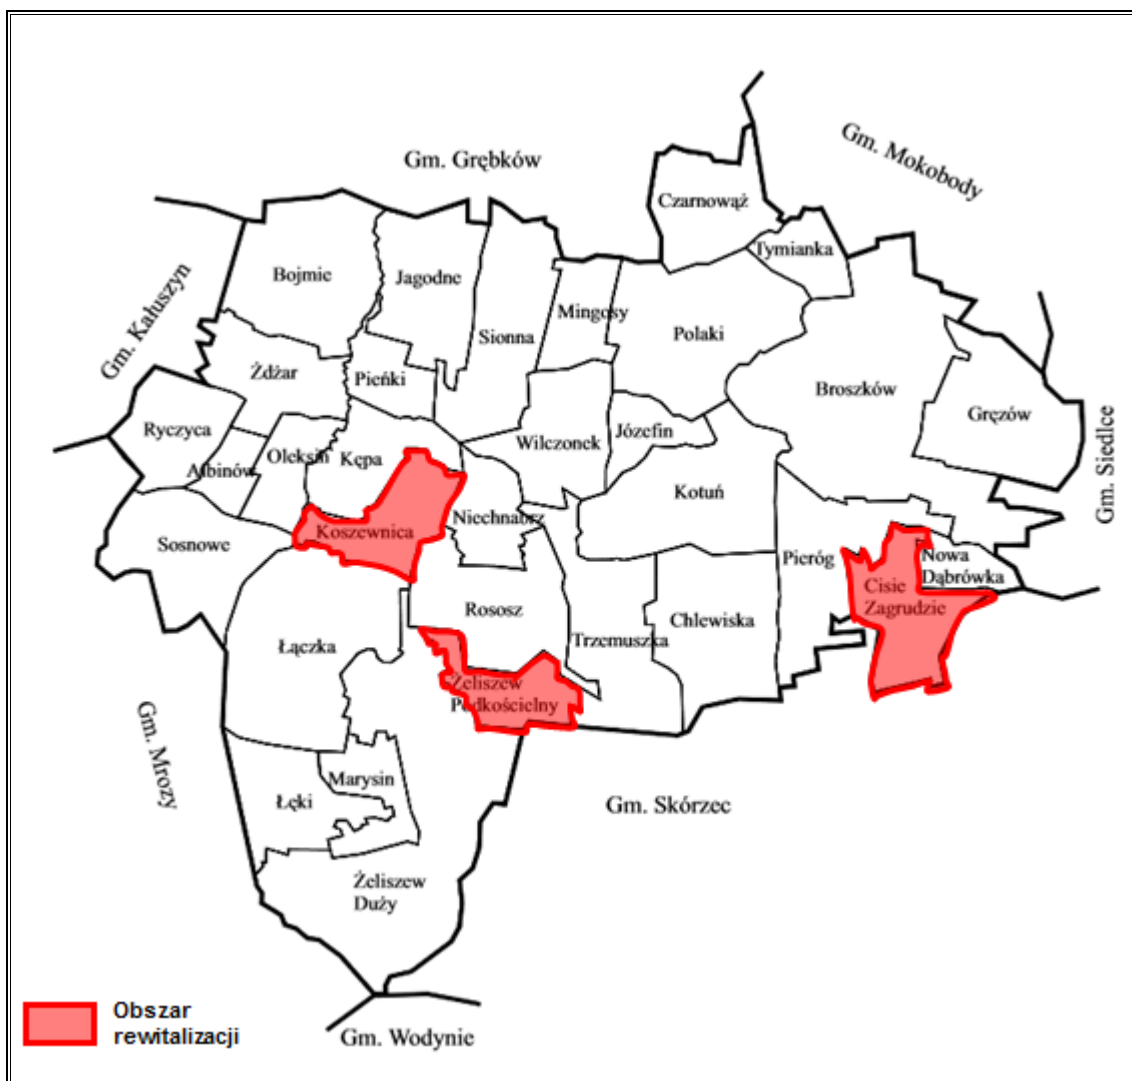 Gm. Grębków
Gm. Mokobody
Czarnowąż
Tymianka
Bojmie
Jagodne
Gm. Kałuszyn
Mingosy
Sionna
Polaki
Żdżar
Pieńki
Broszków
Gręzów
Ryczyca
Albinów
Oleksin
Kępa
Wilczonek
Józefin
Gm. Siedlce
Kotuń
Koszewnica
Niechnabrz
Sosnowe
Pieróg
Nowa
Dąbrówka
Cisie
Zagrudzie
Rososz
Chlewiska
Trzemuszka
Łączka
Żeliszew
Podkościelny
Gm. Mrozy
Marysin
Łęki
Gm. Skórzec
Żeliszew
Duży
Obszar
rewitalizacji
Gm. Wodynie